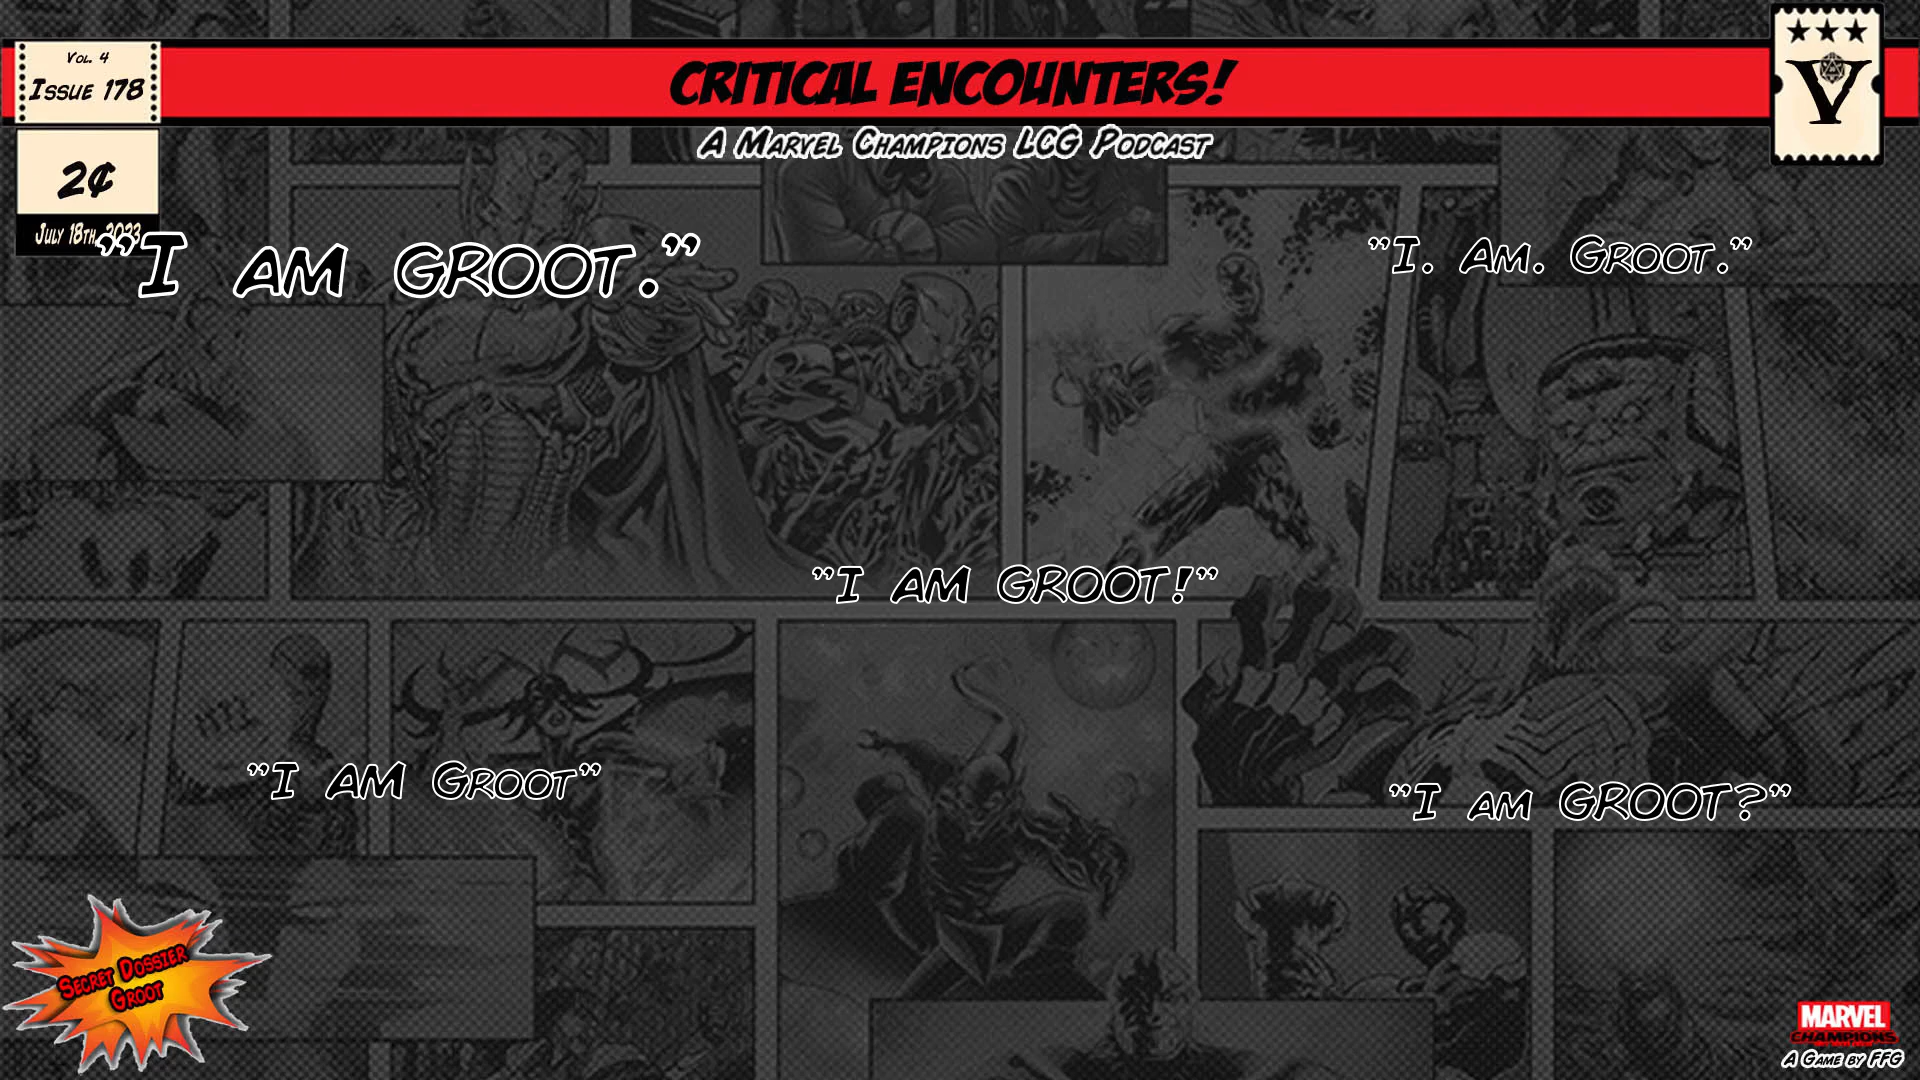 Vol. 4
Issue 178
CRITICAL ENCOUNTERS!
V
A Marvel Champions LCG Podcast
2¢
July 18th, 2023
"I AM GROOT."
"I. Am. Groot."
"I AM GROOT!"
"I AM Groot"
"I am GROOT?"
Secret Dossier
Groot
MARVEL
CHAMPIONS
A Game by FFG